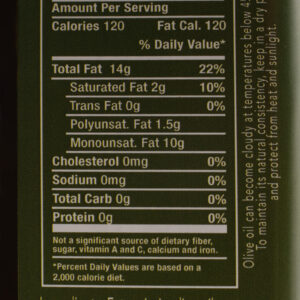 Amount Per Serving
Calories 120 Fat Cal. 120
% Daily Value*
Total Fat 14g 22%
Saturated Fat 2g 10%
Trans Fat 0g 0%
Polyunsat. Fat 1.5g
Monounsat. Fat 10g
Cholesterol 0mg 0%
Sodium 0mg 0%
Total Carb 0g 0%
Protein 0g 0%
Not a significant source of dietary fiber,
sugar, vitamin A and C, calcium and iron.
*Percent Daily Values are based on a
2,000 calorie diet.
Olive oil can become cloudy at temperatures below
To maintain its natural consistency, keep in a dry
and protect from heat and sunlight.